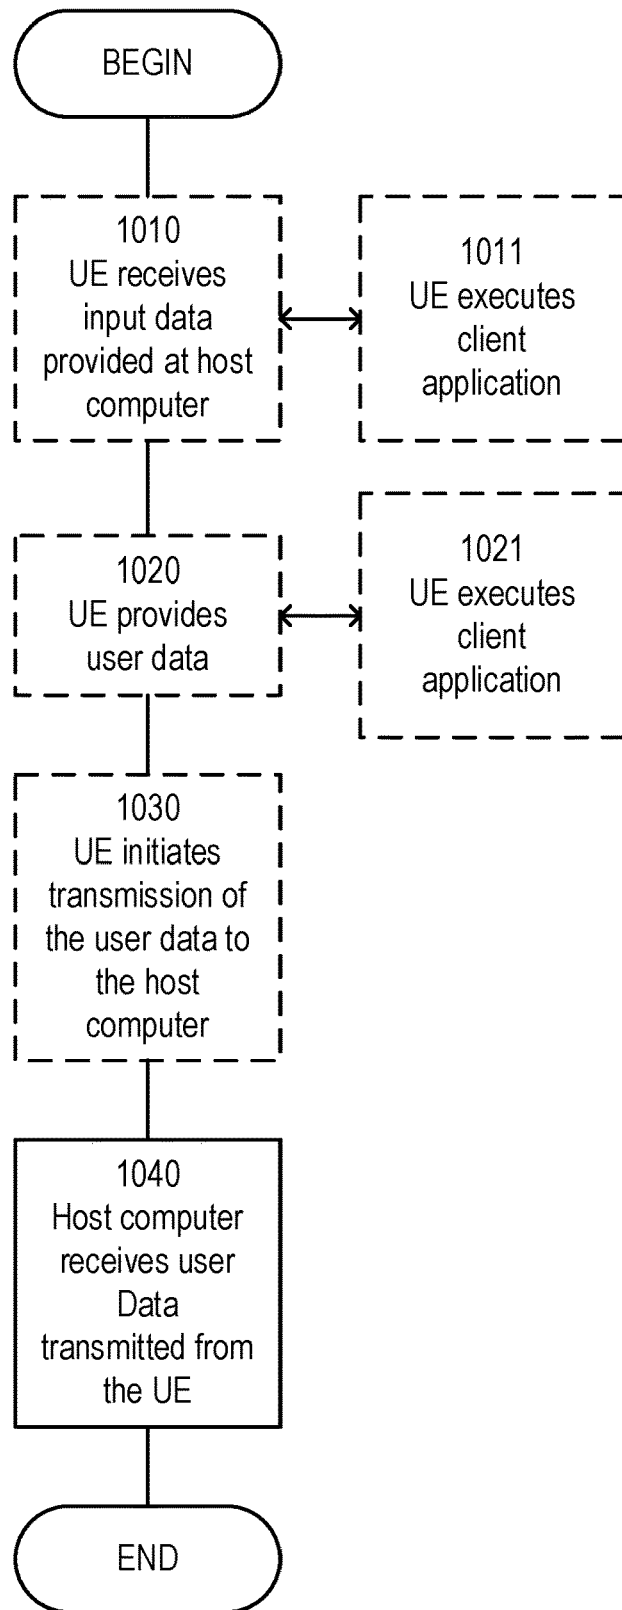 BEGIN
1010
UE receives
input data
provided at host
computer
1011
UE executes
client
application
1020
UE provides
user data
1021
UE executes
client
application
1030
UE initiates
transmission of
the user data to
the host
computer
1040
Host computer
receives user
Data
transmitted from
the UE
END